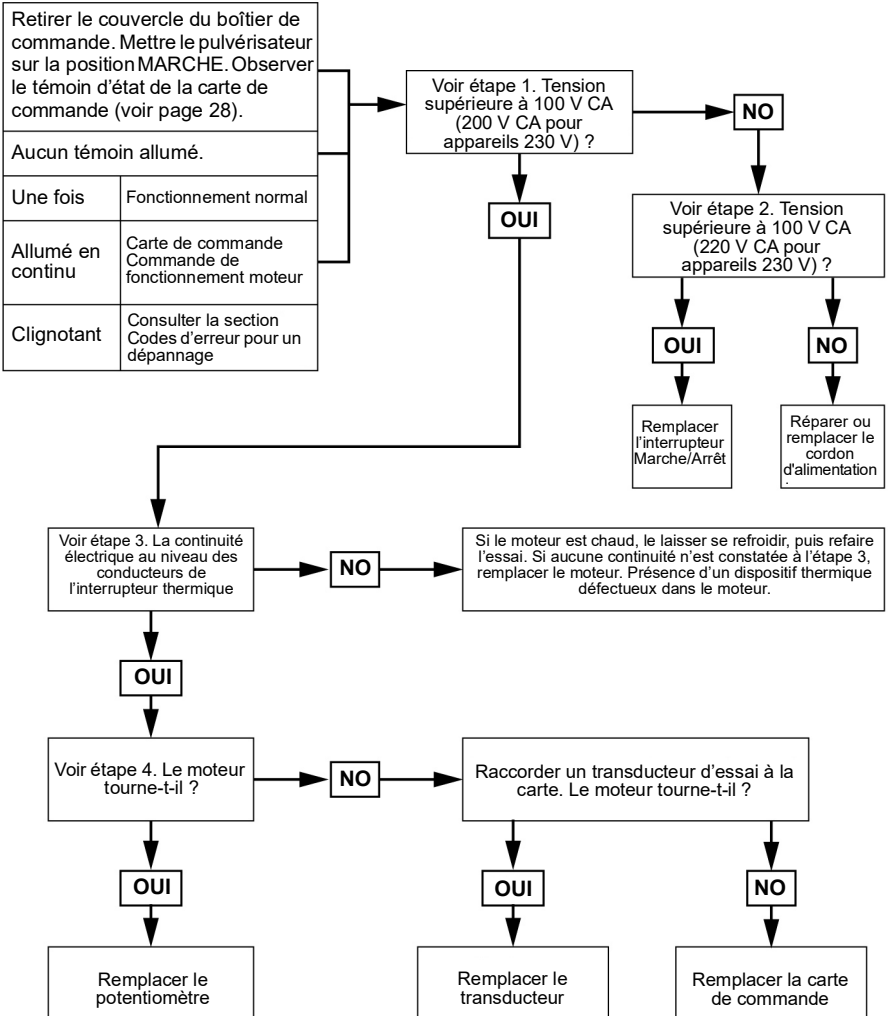 Retirer le couvercle du boîtier de
commande. Mettre le pulvérisateur
sur la position MARCHE. Observer
le témoin d'état de la carte de
commande (voir page 28).
Aucun témoin allumé.
Une fois
Fonctionnement normal
Allumé en
continu
Carte de commande
Commande de
fonctionnement moteur
Clignotant
Consulter la section
Codes d'erreur pour un
dépannage
Voir étape 1. Tension
supérieure à 100 V CA
(200 V CA pour
appareils 230 V) ?
NO
OUI
Voir étape 2. Tension
supérieure à 100 V CA
(220 V CA pour
appareils 230 V) ?
OUI
NO
Remplacer
l'interrupteur
Marche/Arrêt
Réparer ou
remplacer le
cordon
d'alimentation
.
Voir étape 3. La continuité
électrique au niveau des
conducteurs de
l'interrupteur thermique
NO
Si le moteur est chaud, le laisser se refroidir, puis refaire
l'essai. Si aucune continuité n'est constatée à l'étape 3,
remplacer le moteur. Présence d'un dispositif thermique
défectueux dans le moteur.
OUI
Voir étape 4. Le moteur
tourne-t-il ?
NO
Raccorder un transducteur d'essai à la
carte. Le moteur tourne-t-il ?
OUI
OUI
NO
Remplacer le
potentiomètre
Remplacer le
transducteur
Remplacer la carte
de commande